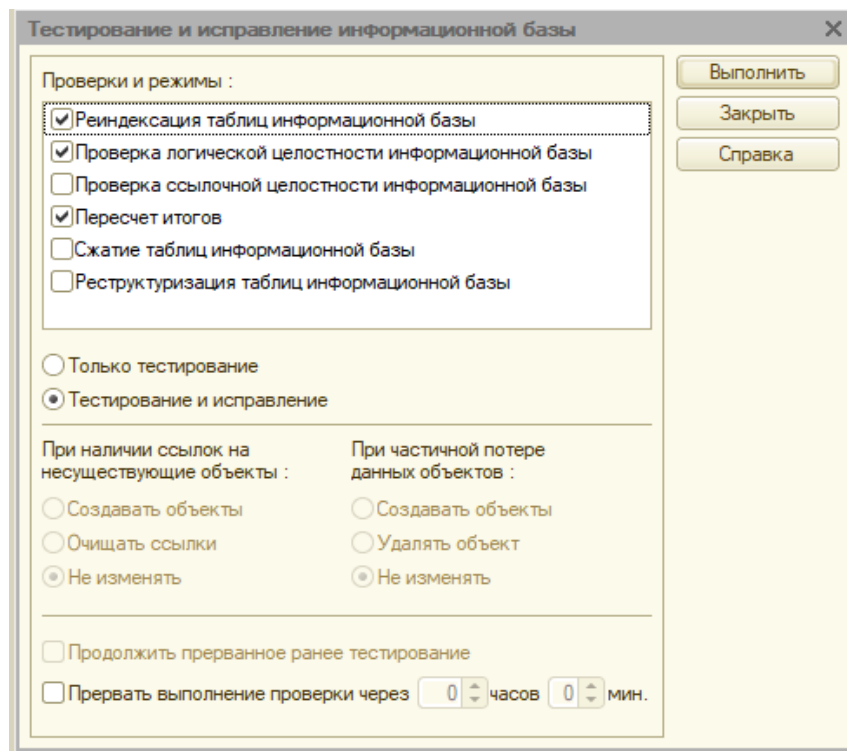 Тестирование и исправление информационной базы
Проверки и режимы :
Реиндексация таблиц информационной базы
Проверка логической целостности информационной базы
Проверка ссылочной целостности информационной базы
Пересчет итогов
Сжатие таблиц информационной базы
Реструктуризация таблиц информационной базы
Выполнить
Закрыть
Справка
Только тестирование
Тестирование и исправление
При наличии ссылок на
несуществующие объекты :
Создавать объекты
Очищать ссылки
Не изменять
При частичной потере
данных объектов :
Создавать объекты
Удалять объект
Не изменять
Продолжить прерванное ранее тестирование
Прервать выполнение проверки через 0 часов 0 мин.